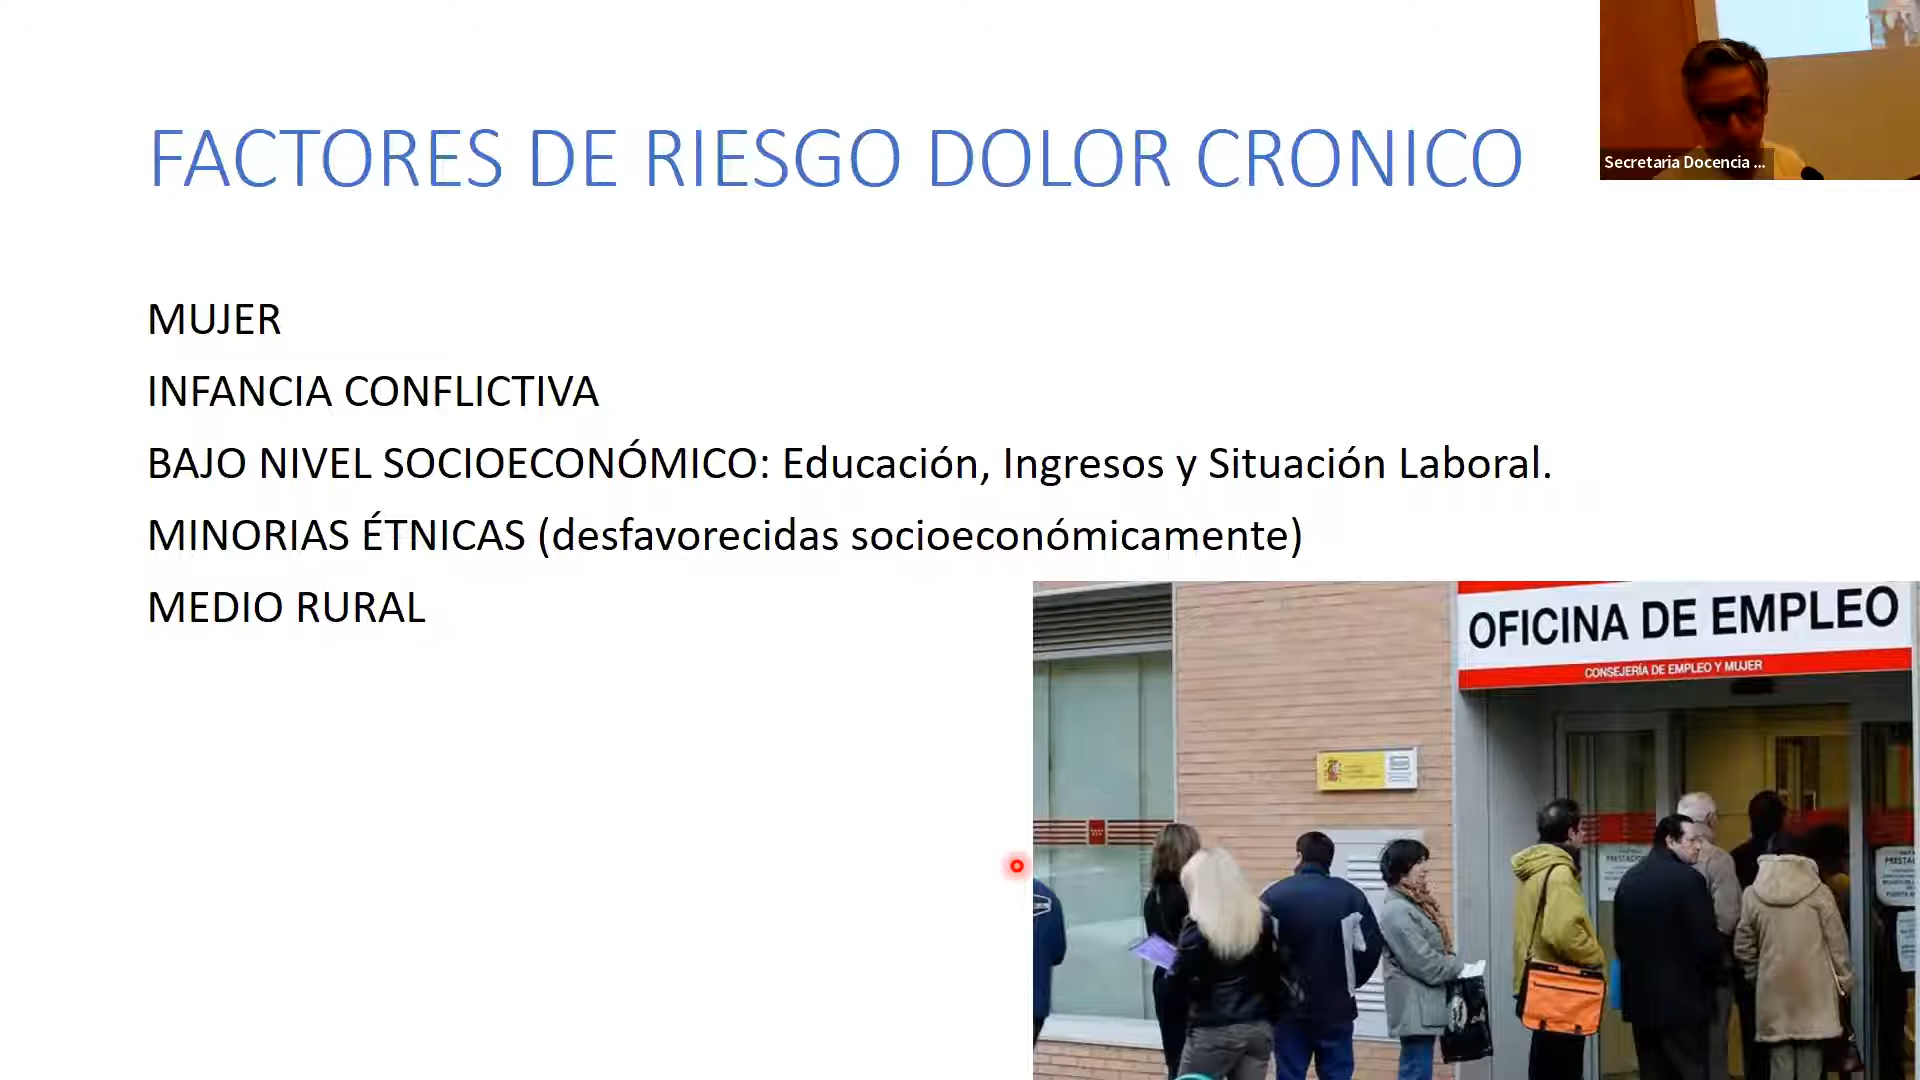 FACTORES DE RIESGO DOLOR CRONICO
Secretaria Docencia ...
MUJER
INFANCIA CONFLICTIVA
BAJO NIVEL SOCIOECONÓMICO: Educación, Ingresos y Situación Laboral.
MINORIAS ÉTNICAS (desfavorecidas socioeconómicamente)
MEDIO RURAL
OFICINA DE EMPLEO
CONSEJERÍA DE EMPLEO Y MUJER